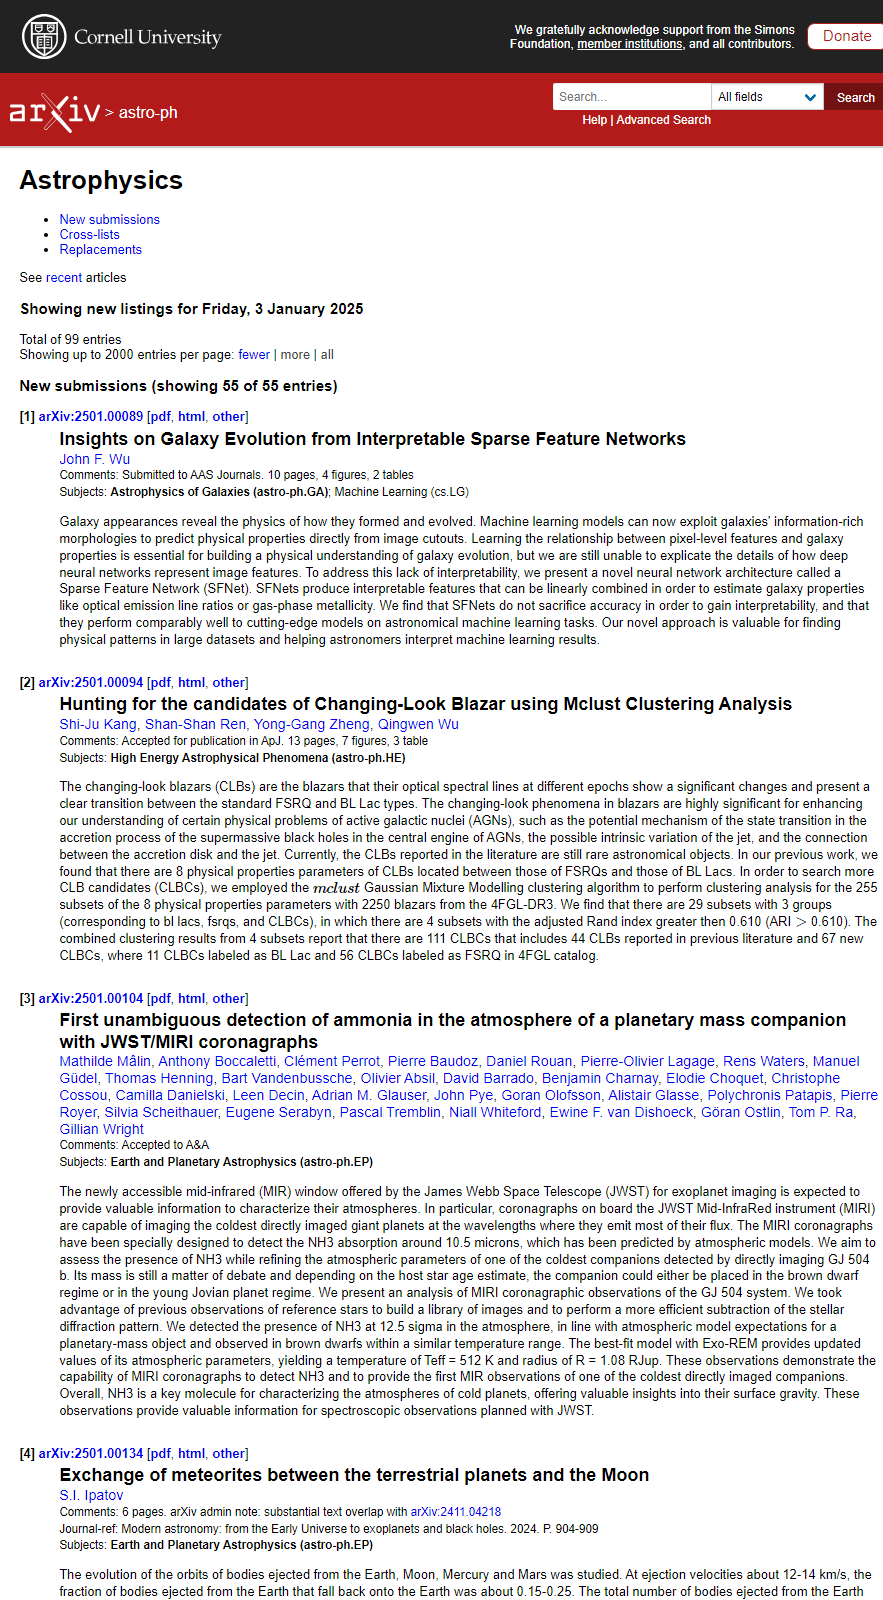 Cornell University
We gratefully acknowledge support from the Simons
Foundation, member institutions, and all contributors.
Donate
arXiv > astro-ph
Search...
All fields
Search
Help | Advanced Search
Astrophysics
• New submissions
• Cross-lists
• Replacements
See recent articles
Showing new listings for Friday, 3 January 2025
Total of 99 entries
Showing up to 2000 entries per page: fewer | more | all
New submissions (showing 55 of 55 entries)
[1] arXiv:2501.00089 [pdf, html, other]
Insights on Galaxy Evolution from Interpretable Sparse Feature Networks
John F. Wu
Comments: Submitted to AAS Journals. 10 pages, 4 figures, 2 tables
Subjects: Astrophysics of Galaxies (astro-ph.GA); Machine Learning (cs.LG)
Galaxy appearances reveal the physics of how they formed and evolved. Machine learning models can now exploit galaxies' information-rich
morphologies to predict physical properties directly from image cutouts. Learning the relationship between pixel-level features and galaxy
properties is essential for building a physical understanding of galaxy evolution, but we are still unable to explicate the details of how deep
neural networks represent image features. To address this lack of interpretability, we present a novel neural network architecture called a
Sparse Feature Network (SFNet). SFNets produce interpretable features that can be linearly combined in order to estimate galaxy properties
like optical emission line ratios or gas-phase metallicity. We find that SFNets do not sacrifice accuracy in order to gain interpretability, and that
they perform comparably well to cutting-edge models on astronomical machine learning tasks. Our novel approach is valuable for finding
physical patterns in large datasets and helping astronomers interpret machine learning results.
[2] arXiv:2501.00094 [pdf, html, other]
Hunting for the candidates of Changing-Look Blazar using Mclust Clustering Analysis
Shi-Ju Kang, Shan-Shan Ren, Yong-Gang Zheng, Qingwen Wu
Comments: Accepted for publication in ApJ. 13 pages, 7 figures, 3 table
Subjects: High Energy Astrophysical Phenomena (astro-ph.HE)
The changing-look blazars (CLBs) are the blazars that their optical spectral lines at different epochs show a significant changes and present a
clear transition between the standard FSRQ and BL Lac types. The changing-look phenomena in blazars are highly significant for enhancing
our understanding of certain physical problems of active galactic nuclei (AGNs), such as the potential mechanism of the state transition in the
accretion process of the supermassive black holes in the central engine of AGNs, the possible intrinsic variation of the jet, and the connection
between the accretion disk and the jet. Currently, the CLBs reported in the literature are still rare astronomical objects. In our previous work, we
found that there are 8 physical properties parameters of CLBs located between those of FSRQs and those of BL Lacs. In order to search more
CLB candidates (CLBCs), we employed the mclust Gaussian Mixture Modelling clustering algorithm to perform clustering analysis for the 255
subsets of the 8 physical properties parameters with 2250 blazars from the 4FGL-DR3. We find that there are 29 subsets with 3 groups
(corresponding to bl lacs, fsrqs, and CLBCs), in which there are 4 subsets with the adjusted Rand index greater then 0.610 (ARI > 0.610). The
combined clustering results from 4 subsets report that there are 111 CLBCs that includes 44 CLBs reported in previous literature and 67 new
CLBCs, where 11 CLBCs labeled as BL Lac and 56 CLBCs labeled as FSRQ in 4FGL catalog.
[3] arXiv:2501.00104 [pdf, html, other]
First unambiguous detection of ammonia in the atmosphere of a planetary mass companion
with JWST/MIRI coronagraphs
Mathilde Mâlin, Anthony Boccaletti, Clément Perrot, Pierre Baudoz, Daniel Rouan, Pierre-Olivier Lagage, Rens Waters, Manuel
Güdel, Thomas Henning, Bart Vandenbussche, Olivier Absil, David Barrado, Benjamin Charnay, Elodie Choquet, Christophe
Cossou, Camilla Danielski, Leen Decin, Adrian M. Glauser, John Pye, Goran Olofsson, Alistair Glasse, Polychronis Patapis, Pierre
Royer, Silvia Scheithauer, Eugene Serabyn, Pascal Tremblin, Niall Whiteford, Ewine F. van Dishoeck, Göran Ostlin, Tom P. Ra,
Gillian Wright
Comments: Accepted to A&A
Subjects: Earth and Planetary Astrophysics (astro-ph.EP)
The newly accessible mid-infrared (MIR) window offered by the James Webb Space Telescope (JWST) for exoplanet imaging is expected to
provide valuable information to characterize their atmospheres. In particular, coronagraphs on board the JWST Mid-InfraRed instrument (MIRI)
are capable of imaging the coldest directly imaged giant planets at the wavelengths where they emit most of their flux. The MIRI coronagraphs
have been specially designed to detect the NH3 absorption around 10.5 microns, which has been predicted by atmospheric models. We aim to
assess the presence of NH3 while refining the atmospheric parameters of one of the coldest companions detected by directly imaging GJ 504
b. Its mass is still a matter of debate and depending on the host star age estimate, the companion could either be placed in the brown dwarf
regime or in the young Jovian planet regime. We present an analysis of MIRI coronagraphic observations of the GJ 504 system. We took
advantage of previous observations of reference stars to build a library of images and to perform a more efficient subtraction of the stellar
diffraction pattern. We detected the presence of NH3 at 12.5 sigma in the atmosphere, in line with atmospheric model expectations for a
planetary-mass object and observed in brown dwarfs within a similar temperature range. The best-fit model with Exo-REM provides updated
values of its atmospheric parameters, yielding a temperature of Teff = 512 K and radius of R = 1.08 RJup. These observations demonstrate the
capability of MIRI coronagraphs to detect NH3 and to provide the first MIR observations of one of the coldest directly imaged companions.
Overall, NH3 is a key molecule for characterizing the atmospheres of cold planets, offering valuable insights into their surface gravity. These
observations provide valuable information for spectroscopic observations planned with JWST.
[4] arXiv:2501.00134 [pdf, html, other]
Exchange of meteorites between the terrestrial planets and the Moon
S.I. Ipatov
Comments: 6 pages. arXiv admin note: substantial text overlap with arXiv:2411.04218
Journal-ref: Modern astronomy: from the Early Universe to exoplanets and black holes. 2024. P. 904-909
Subjects: Earth and Planetary Astrophysics (astro-ph.EP)
The evolution of the orbits of bodies ejected from the Earth, Moon, Mercury and Mars was studied. At ejection velocities about 12-14 km/s, the
fraction of bodies ejected from the Earth that fall back onto the Earth was about 0.15-0.25. The total number of bodies ejected from the Earth